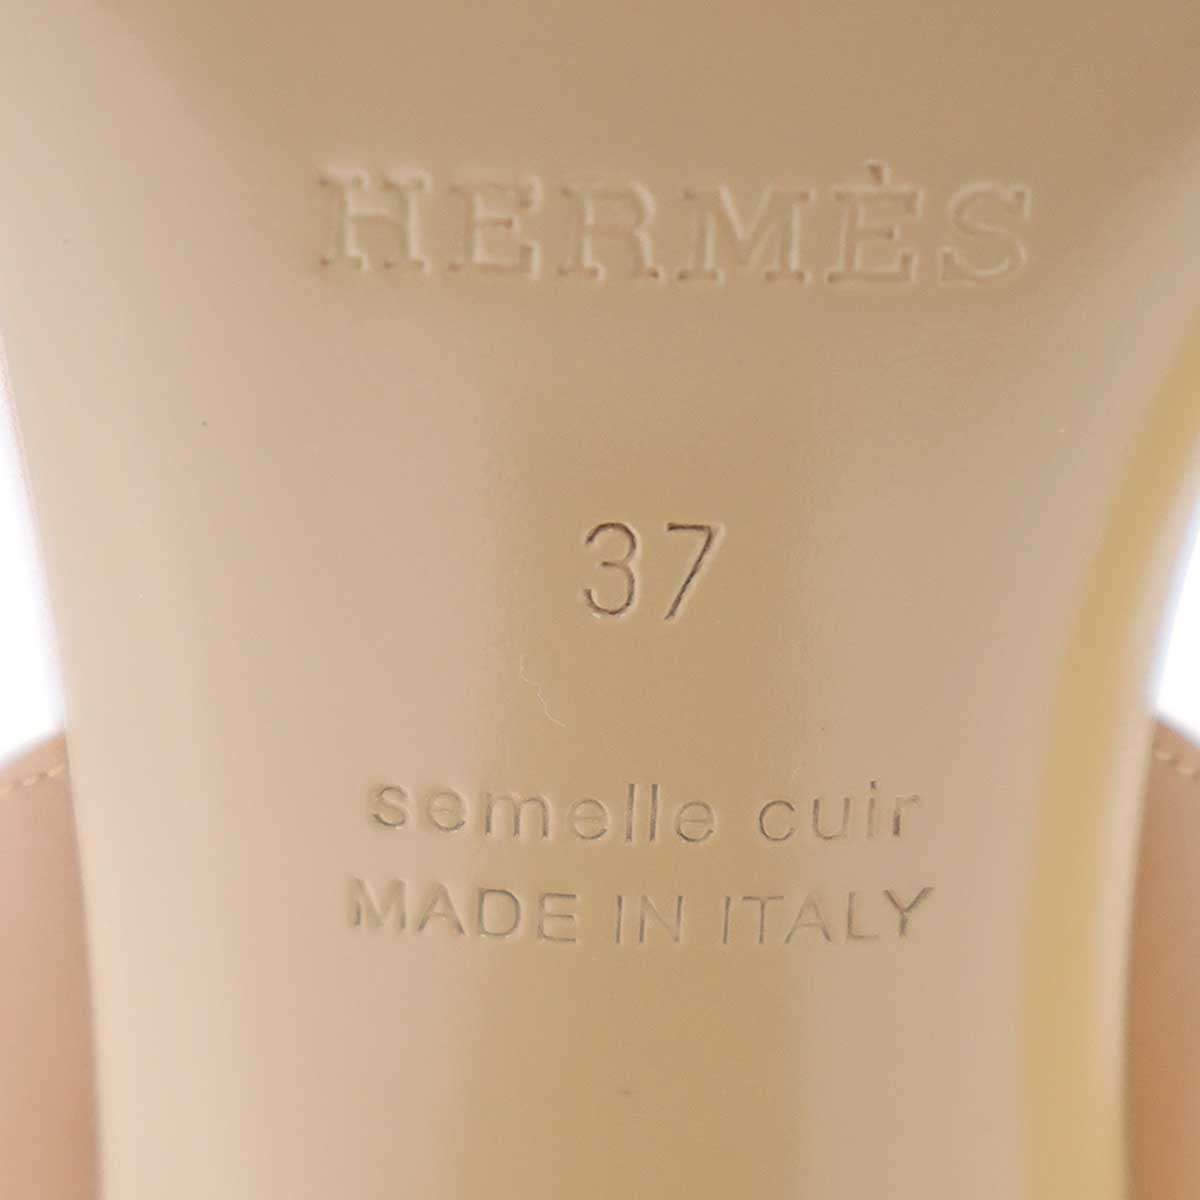 HERMÈS
37
semelle cuir
MADE IN ITALY